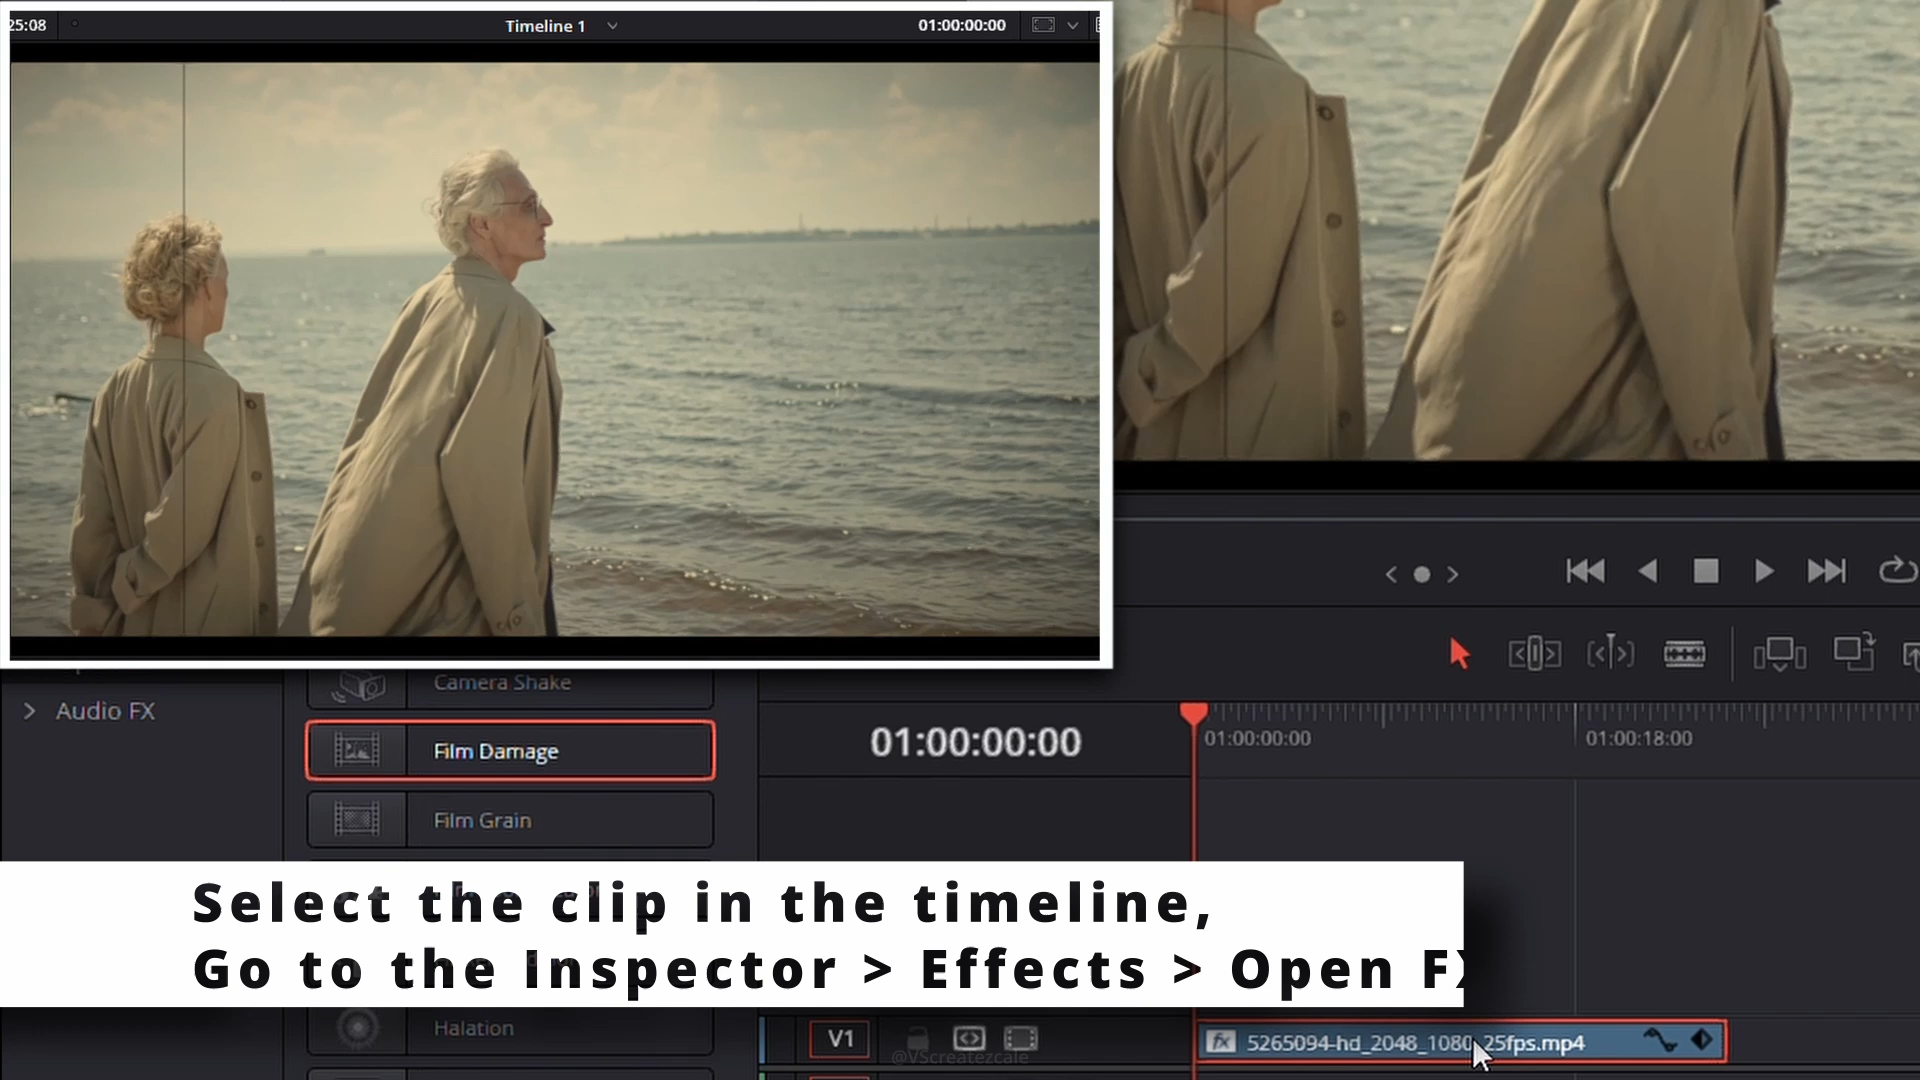 25:08
Timeline 1
01:00:00:00
Camera Shake
Audio FX
Film Damage
01:00:00:00
01:00:00:00
01:00:18:00
Film Grain
Select the clip in the timeline,
Go to the Inspector > Effects > Open FX
Halation
V1
fx 5265094-hd_2048_1080_25fps.mp4
@VScreatezcale